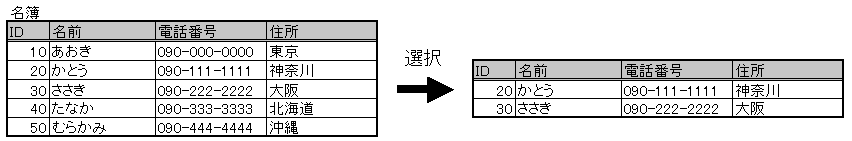 名簿
ID 名前 電話番号 住所
10 あおき 090-000-0000 東京
20 かとう 090-111-1111 神奈川
30 ささき 090-222-2222 大阪
40 たなか 090-333-3333 北海道
50 むらかみ 090-444-4444 沖縄
選択
ID 名前 電話番号 住所
20 かとう 090-111-1111 神奈川
30 ささき 090-222-2222 大阪